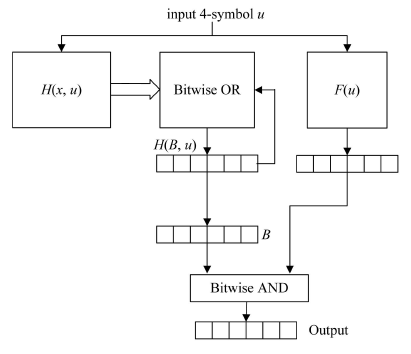 input 4-symbol u
H(x, u)
Bitwise OR
F(u)
H(B, u)
B
Bitwise AND
Output